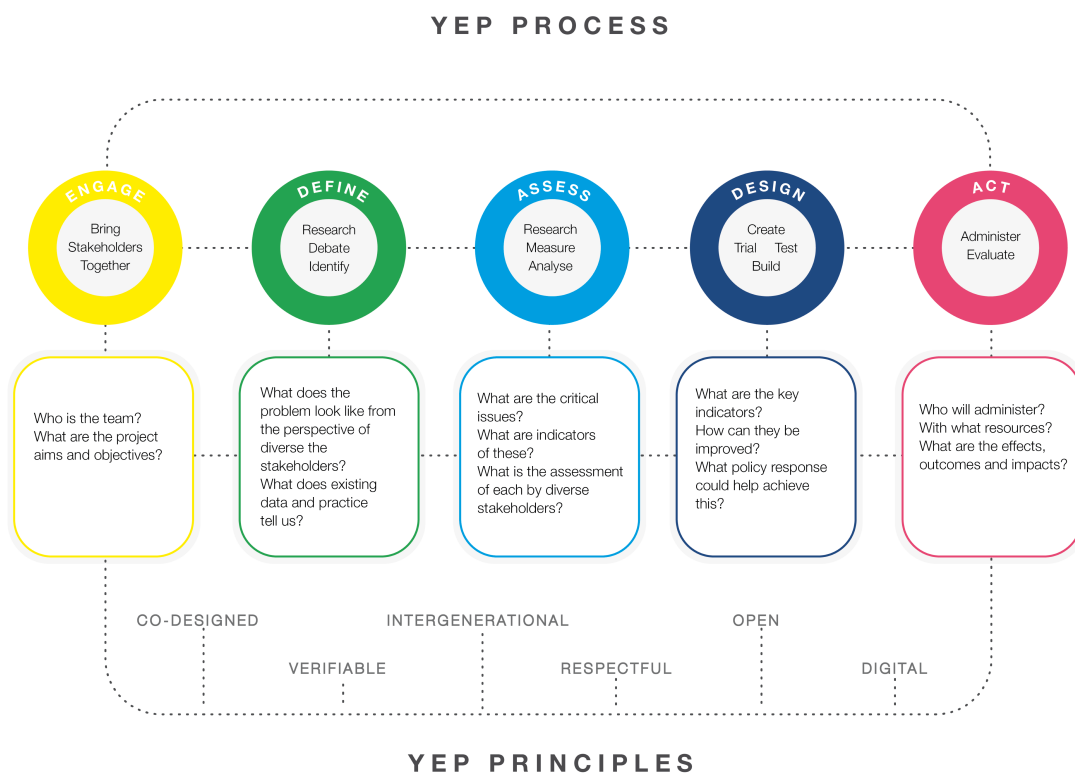 YEP PROCESS
ENGAGE
Bring
Stakeholders
Together
DEFINE
Research
Debate
Identify
ASSESS
Research
Measure
Analyse
DESIGN
Create
Trial Test
Build
ACT
Administer
Evaluate
Who is the team?
What are the project
aims and objectives?
What does the
problem look like from
the perspective of
diverse the
stakeholders?
What does existing
data and practice
tell us?
What are the critical
issues?
What are indicators
of these?
What is the assessment
of each by diverse
stakeholders?
What are the key
indicators?
How can they be
improved?
What policy response
could help achieve
this?
Who will administer?
With what resources?
What are the effects,
outcomes and impacts?
CO-DESIGNED
VERIFIABLE
INTERGENERATIONAL
RESPECTFUL
OPEN
DIGITAL
YEP PRINCIPLES